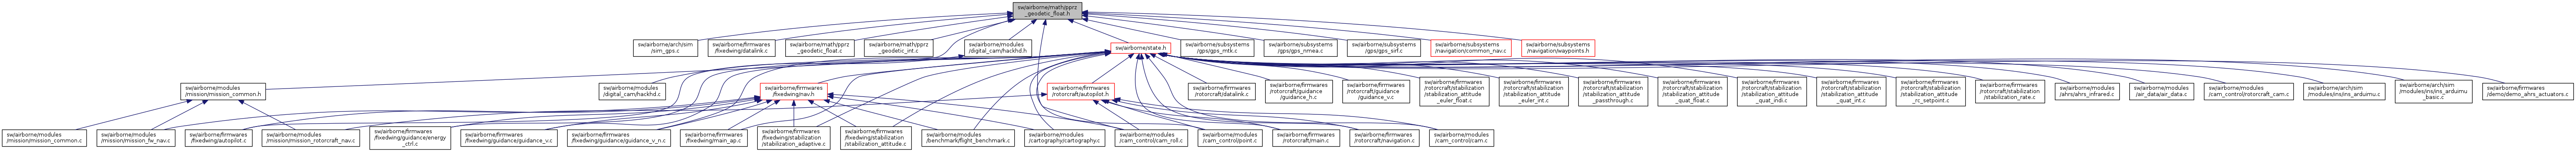 sw/airborne/math/pprz
_geodetic_float.h
sw/airborne/arch/sim
/sim_gps.c
sw/airborne/firmwares
/fixedwing/datalink.c
sw/airborne/math/pprz
_geodetic_float.c
sw/airborne/math/pprz
_geodetic_int.c
sw/airborne/modules
/digital_cam/hackhd.h
sw/airborne/state.h
sw/airborne/subsystems
/gps/gps_mtk.c
sw/airborne/subsystems
/gps/gps_nmea.c
sw/airborne/subsystems
/gps/gps_sirf.c
sw/airborne/subsystems
/navigation/common_nav.c
sw/airborne/subsystems
/navigation/waypoints.h
sw/airborne/modules
/mission/mission_common.h
sw/airborne/modules
/digital_cam/hackhd.c
sw/airborne/firmwares
/fixedwing/nav.h
sw/airborne/firmwares
/rotorcraft/autopilot.h
sw/airborne/firmwares
/rotorcraft/datalink.c
sw/airborne/firmwares
/rotorcraft/guidance
/guidance_h.c
sw/airborne/firmwares
/rotorcraft/guidance
/guidance_v.c
sw/airborne/firmwares
/rotorcraft/stabilization
/stabilization_attitude
_euler_float.c
sw/airborne/firmwares
/rotorcraft/stabilization
/stabilization_attitude
_euler_int.c
sw/airborne/firmwares
/rotorcraft/stabilization
/stabilization_attitude
_passthrough.c
sw/airborne/firmwares
/rotorcraft/stabilization
/stabilization_attitude
_quat_float.c
sw/airborne/firmwares
/rotorcraft/stabilization
/stabilization_attitude
_quat_indi.c
sw/airborne/firmwares
/rotorcraft/stabilization
/stabilization_attitude
_quat_int.c
sw/airborne/firmwares
/rotorcraft/stabilization
/stabilization_attitude
_rc_setpoint.c
sw/airborne/firmwares
/rotorcraft/stabilization
/stabilization_rate.c
sw/airborne/modules
/ahrs/ahrs_infrared.c
sw/airborne/modules
/air_data/air_data.c
sw/airborne/modules
/cam_control/rotorcraft_cam.c
sw/airborne/arch/sim
/modules/ins/ins_arduimu.c
sw/airborne/arch/sim
/modules/ins/ins_arduimu
_basic.c
sw/airborne/firmwares
/demo/demo_ahrs_actuators.c
sw/airborne/modules
/mission/mission_common.c
sw/airborne/modules
/mission/mission_fw_nav.c
sw/airborne/firmwares
/fixedwing/autopilot.c
sw/airborne/modules
/mission/mission_rotorcraft_nav.c
sw/airborne/firmwares
/fixedwing/guidance/energy
_ctrl.c
sw/airborne/firmwares
/fixedwing/guidance/guidance_v.c
sw/airborne/firmwares
/fixedwing/guidance/guidance_v_n.c
sw/airborne/firmwares
/fixedwing/main_ap.c
sw/airborne/firmwares
/fixedwing/stabilization
/stabilization_adaptive.c
sw/airborne/firmwares
/fixedwing/stabilization
/stabilization_attitude.c
sw/airborne/modules
/benchmark/flight_benchmark.c
sw/airborne/modules
/cartography/cartography.c
sw/airborne/modules
/cam_control/cam_roll.c
sw/airborne/modules
/cam_control/point.c
sw/airborne/firmwares
/rotorcraft/main.c
sw/airborne/firmwares
/rotorcraft/navigation.c
sw/airborne/modules
/cam_control/cam.c